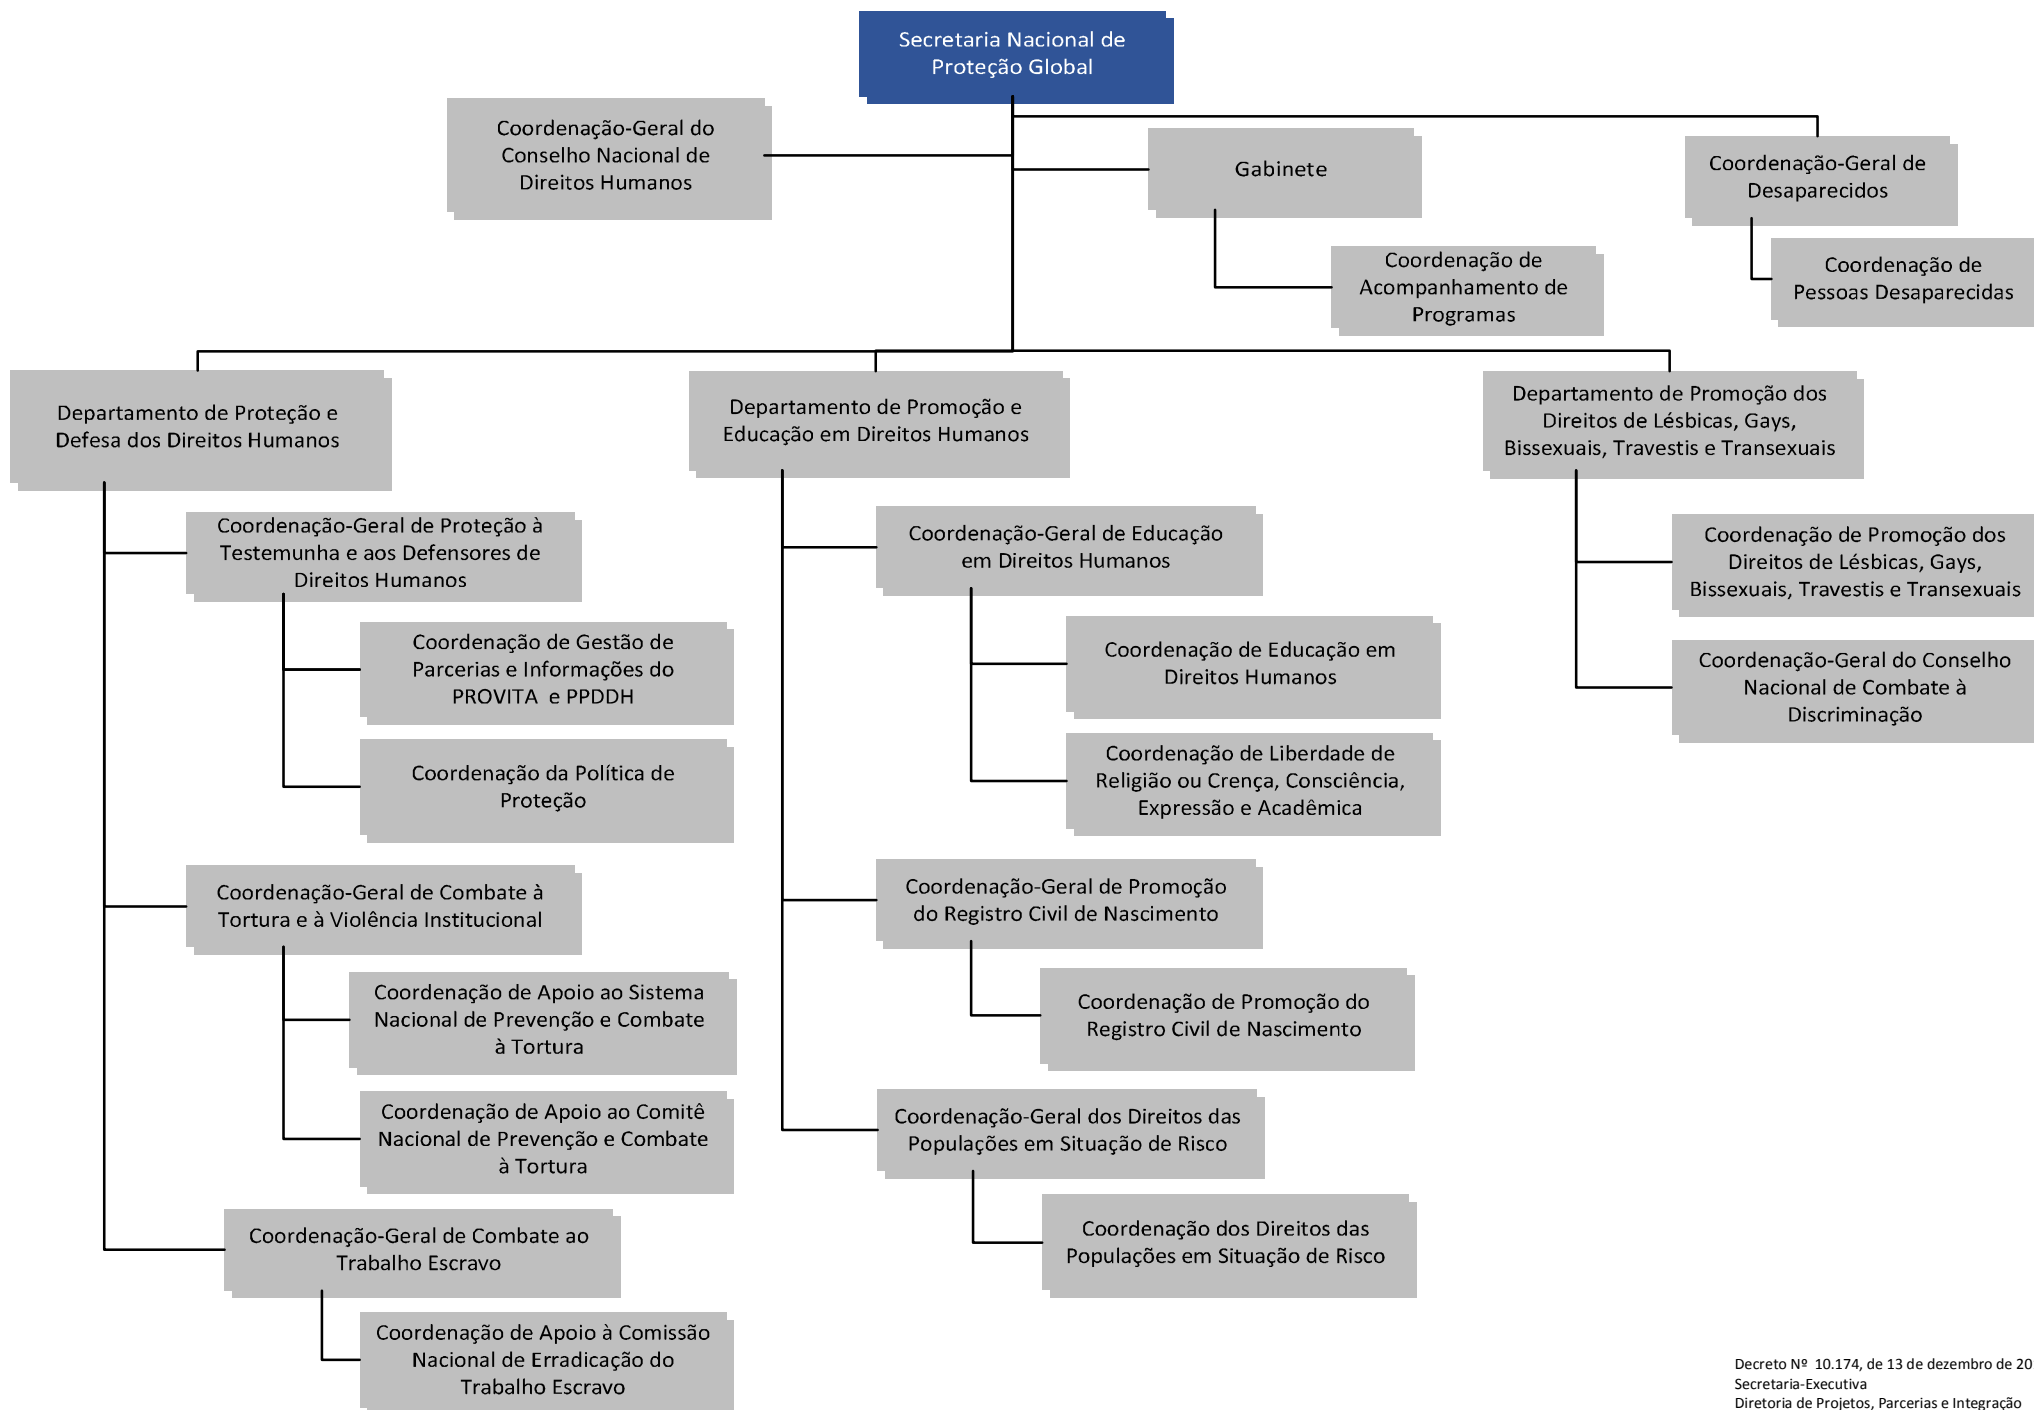 Secretaria Nacional de
Proteção Global
Coordenação-Geral do
Conselho Nacional de
Direitos Humanos
Gabinete
Coordenação-Geral de
Desaparecidos
Coordenação de
Acompanhamento de
Programas
Coordenação de
Pessoas Desaparecidas
Departamento de Proteção e
Defesa dos Direitos Humanos
Departamento de Promoção e
Educação em Direitos Humanos
Departamento de Promoção dos
Direitos de Lésbicas, Gays,
Bissexuais, Travestis e Transexuais
Coordenação-Geral de Proteção à
Testemunha e aos Defensores de
Direitos Humanos
Coordenação de Gestão de
Parcerias e Informações do
PROVITA e PPDDH
Coordenação da Política de
Proteção
Coordenação-Geral de Combate à
Tortura e à Violência Institucional
Coordenação de Apoio ao Sistema
Nacional de Prevenção e Combate
à Tortura
Coordenação de Apoio ao Comitê
Nacional de Prevenção e Combate
à Tortura
Coordenação-Geral de Combate ao
Trabalho Escravo
Coordenação de Apoio à Comissão
Nacional de Erradicação do
Trabalho Escravo
Coordenação-Geral de Educação
em Direitos Humanos
Coordenação de Educação em
Direitos Humanos
Coordenação de Liberdade de
Religião ou Crença, Consciência,
Expressão e Acadêmica
Coordenação-Geral de Promoção
do Registro Civil de Nascimento
Coordenação de Promoção do
Registro Civil de Nascimento
Coordenação-Geral dos Direitos das
Populações em Situação de Risco
Coordenação dos Direitos das
Populações em Situação de Risco
Coordenação de Promoção dos
Direitos de Lésbicas, Gays,
Bissexuais, Travestis e Transexuais
Coordenação-Geral do Conselho
Nacional de Combate à
Discriminação
Decreto Nº 10.174, de 13 de dezembro de 20
Secretaria-Executiva
Diretoria de Projetos, Parcerias e Integração